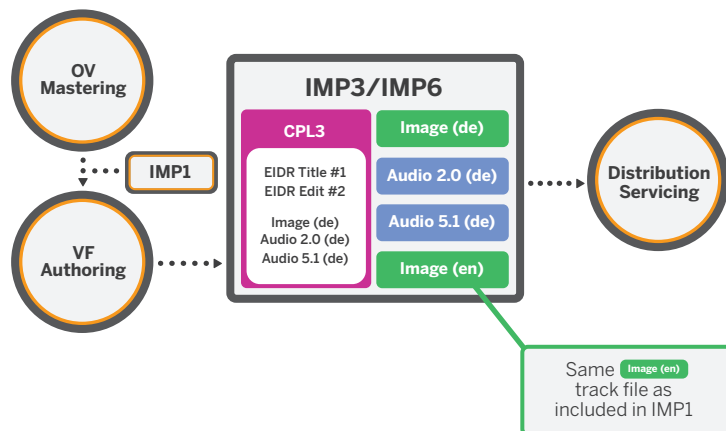 OV
Mastering
IMP1
VF
Authoring
IMP3/IMP6
CPL3
EIDR Title #1
EIDR Edit #2
Image (de)
Audio 2.0 (de)
Audio 5.1 (de)
Image (de)
Audio 2.0 (de)
Audio 5.1 (de)
Image (en)
Distribution
Servicing
Same Image (en)
track file as
included in IMP1